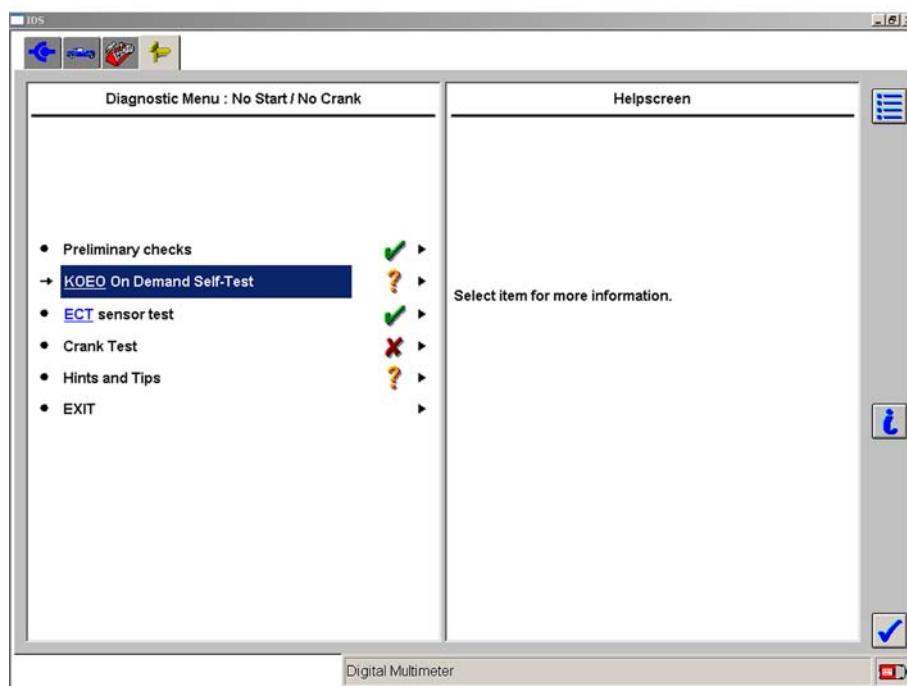 IDS
Diagnostic Menu : No Start / No Crank
Helpscreen
Preliminary checks
KOEO On Demand Self-Test
ECT sensor test
Crank Test
Hints and Tips
EXIT
Select item for more information.
Digital Multimeter